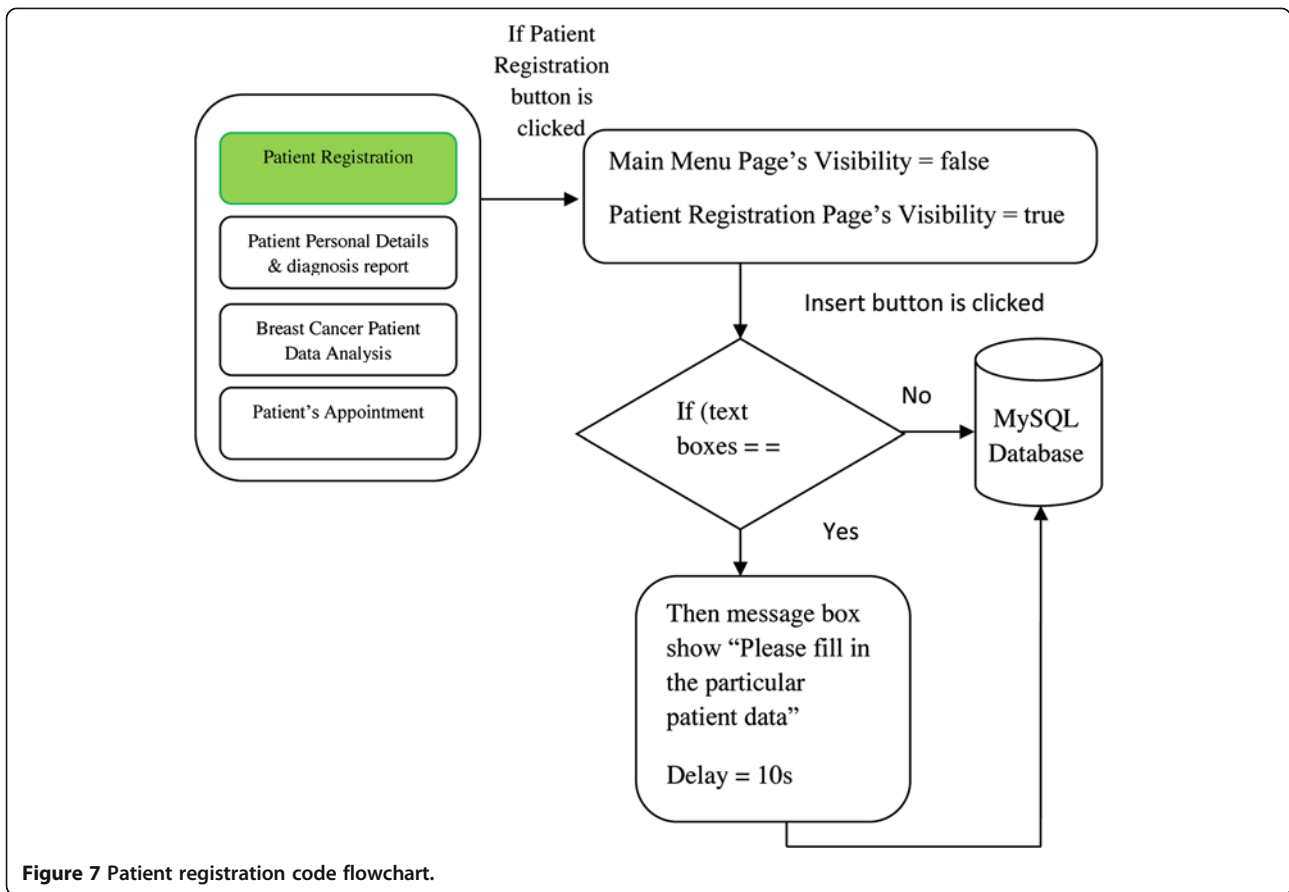 If Patient
Registration
button is
clicked
Patient Registration
Patient Personal Details
& diagnosis report
Breast Cancer Patient
Data Analysis
Patient's Appointment
Main Menu Page's Visibility = false
Patient Registration Page's Visibility = true
Insert button is clicked
If (text
boxes = =
No
MySQL
Database
Yes
Then message box
show “Please fill in
the particular
patient data”
Delay = 10s
Figure 7 Patient registration code flowchart.